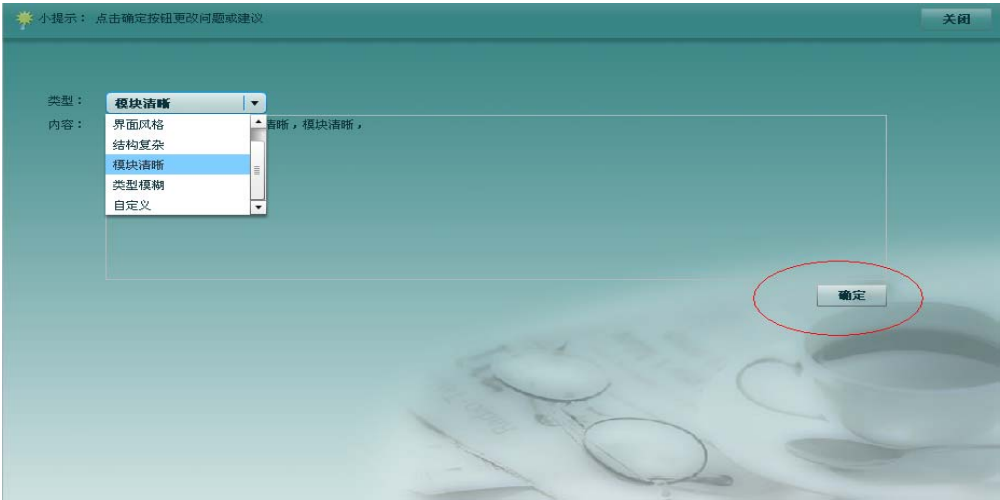 小提示： 点击确定按钮更改问题或建议
关闭
类型：
模块清晰
内容：
清晰，模块清晰，
界面风格
结构复杂
模块清晰
类型模糊
自定义
确定